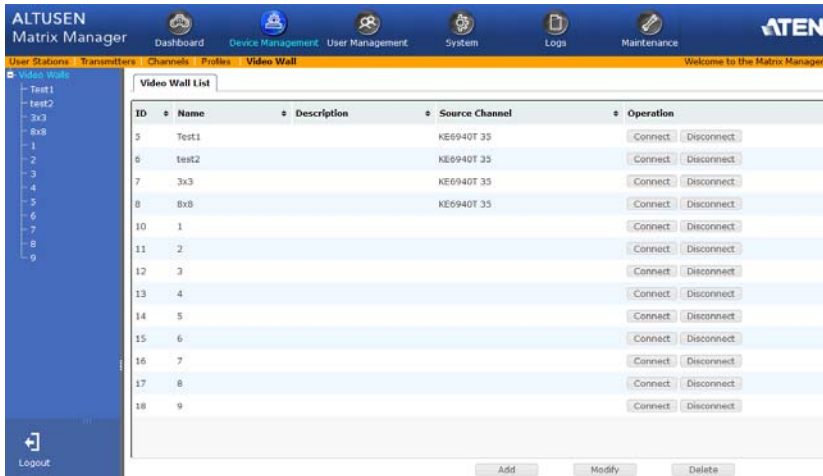 ALTUSEN
Matrix Manager
Dashboard
Device Management
User Management
System
Logs
Maintenance
ATEN
User Stations
Transmitters
Channels
Profiles
Video Wall
Welcome to the Matrix Manager
Video Walls
Test1
test2
3x3
8x8
1
2
3
4
5
6
7
8
9
Logout
Video Wall List
ID Name Description Source Channel Operation
5 Test1 KE6940T 35 Connect Disconnect
6 test2 KE6940T 35 Connect Disconnect
7 3x3 KE6940T 35 Connect Disconnect
8 8x8 KE6940T 35 Connect Disconnect
10 1 Connect Disconnect
11 2 Connect Disconnect
12 3 Connect Disconnect
13 4 Connect Disconnect
14 5 Connect Disconnect
15 6 Connect Disconnect
16 7 Connect Disconnect
17 8 Connect Disconnect
18 9 Connect Disconnect
Add Modify Delete